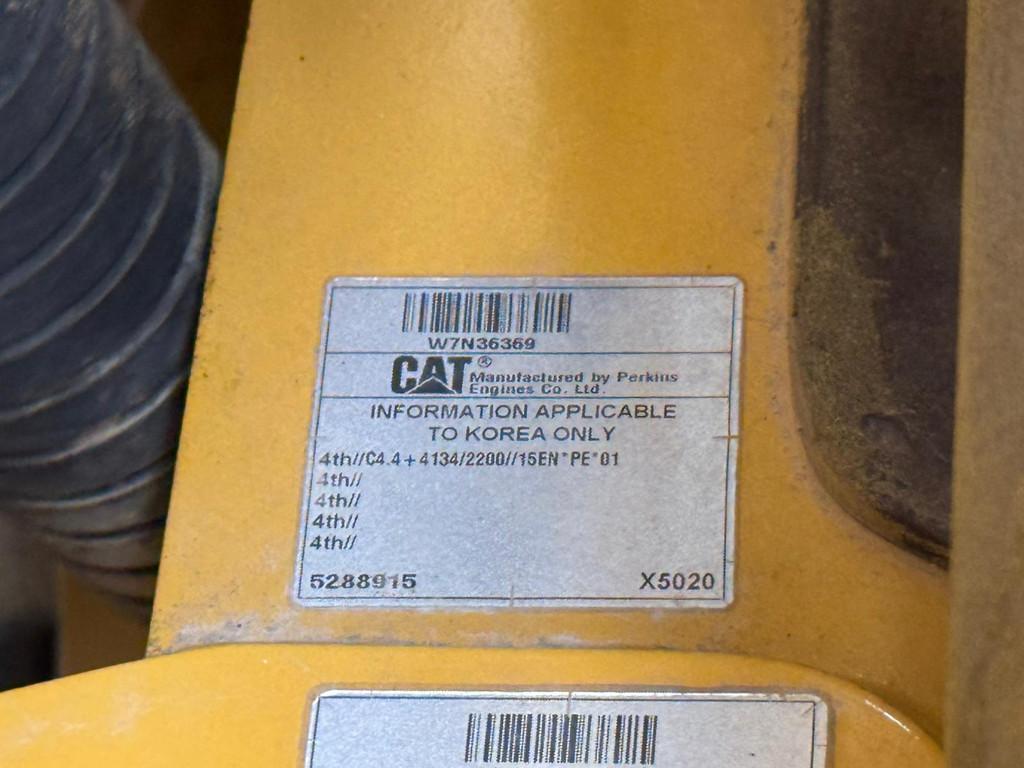 W7N36369
CAT® Manufactured by Perkins
Engines Co. Ltd.
INFORMATION APPLICABLE
TO KOREA ONLY
4th//C4.4+4134/2200//15EN*PE*01
4th//
4th//
4th//
4th//
5288915 X5020